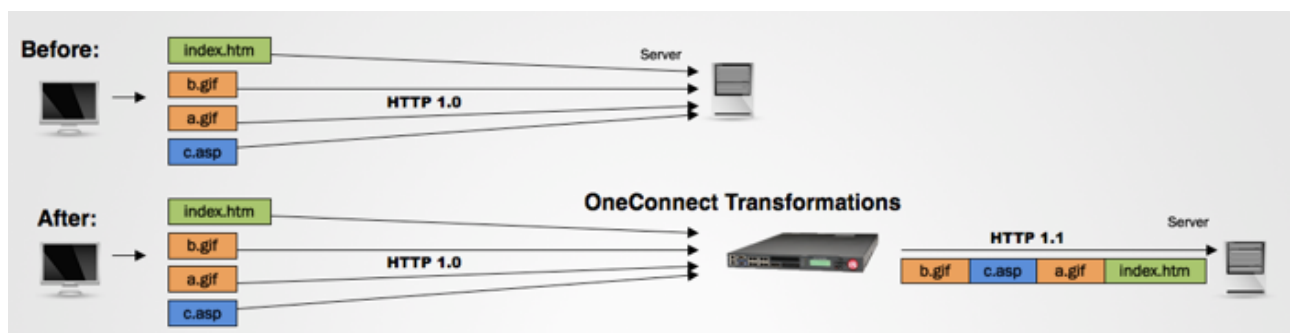 Before:
index.htm
b.gif
a.gif
c.asp
HTTP 1.0
Server
After:
index.htm
b.gif
a.gif
c.asp
HTTP 1.0
OneConnect Transformations
HTTP 1.1
Server
b.gif c.asp a.gif index.htm